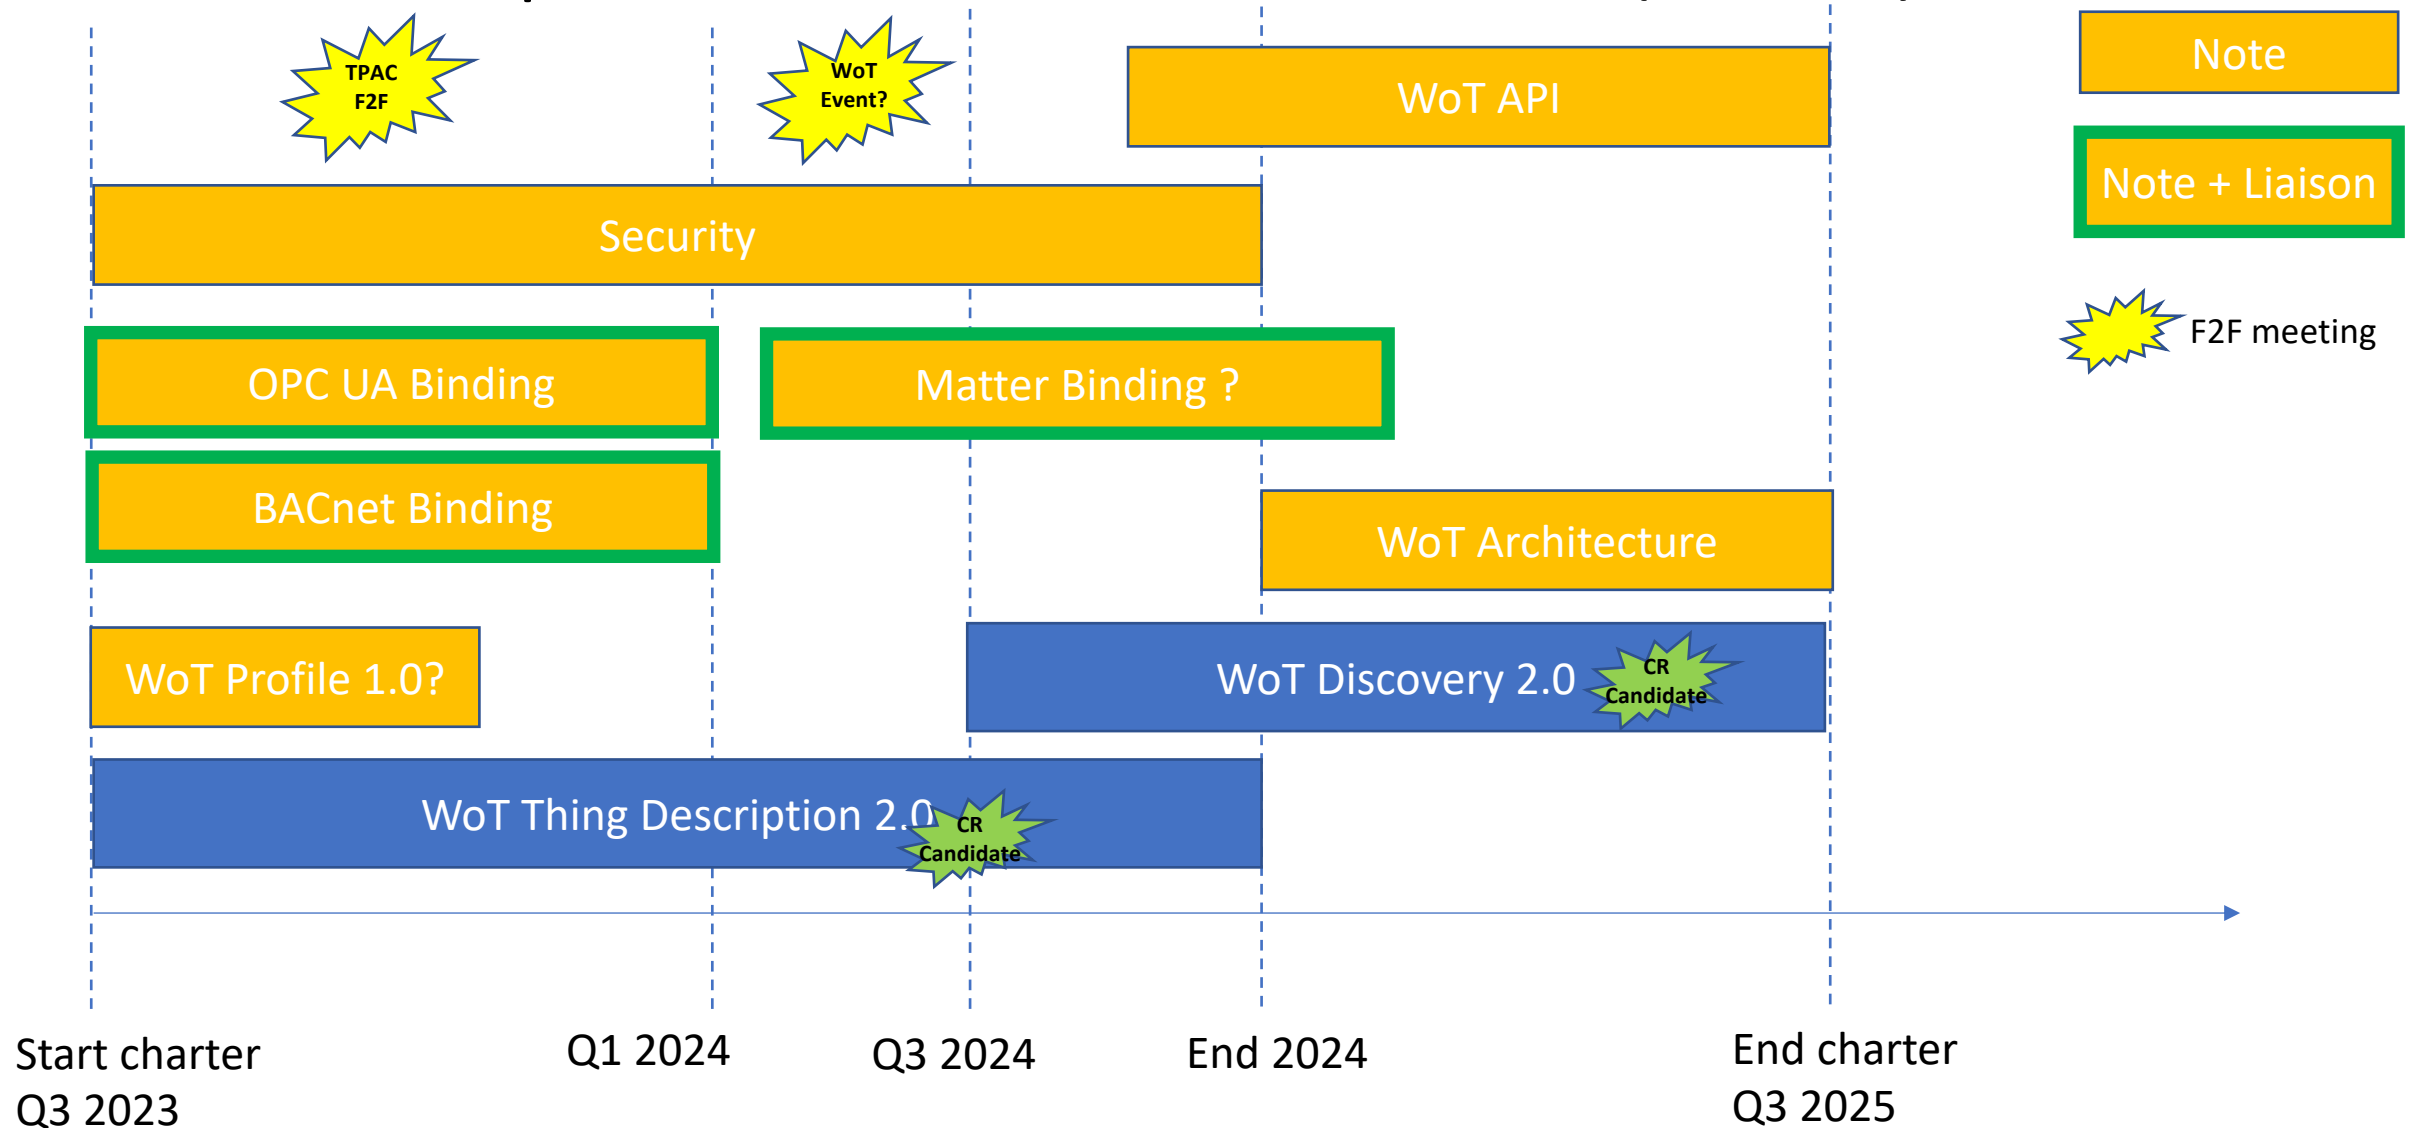 TPAC
F2F
WoT
Event?
WoT API
Note
Note + Liaison
Security
F2F meeting
OPC UA Binding
Matter Binding ?
BACnet Binding
WoT Architecture
WoT Profile 1.0?
WoT Discovery 2.0
CR
Candidate
WoT Thing Description 2.0
CR
Candidate
Start charter
Q3 2023
Q1 2024
Q3 2024
End 2024
End charter
Q3 2025